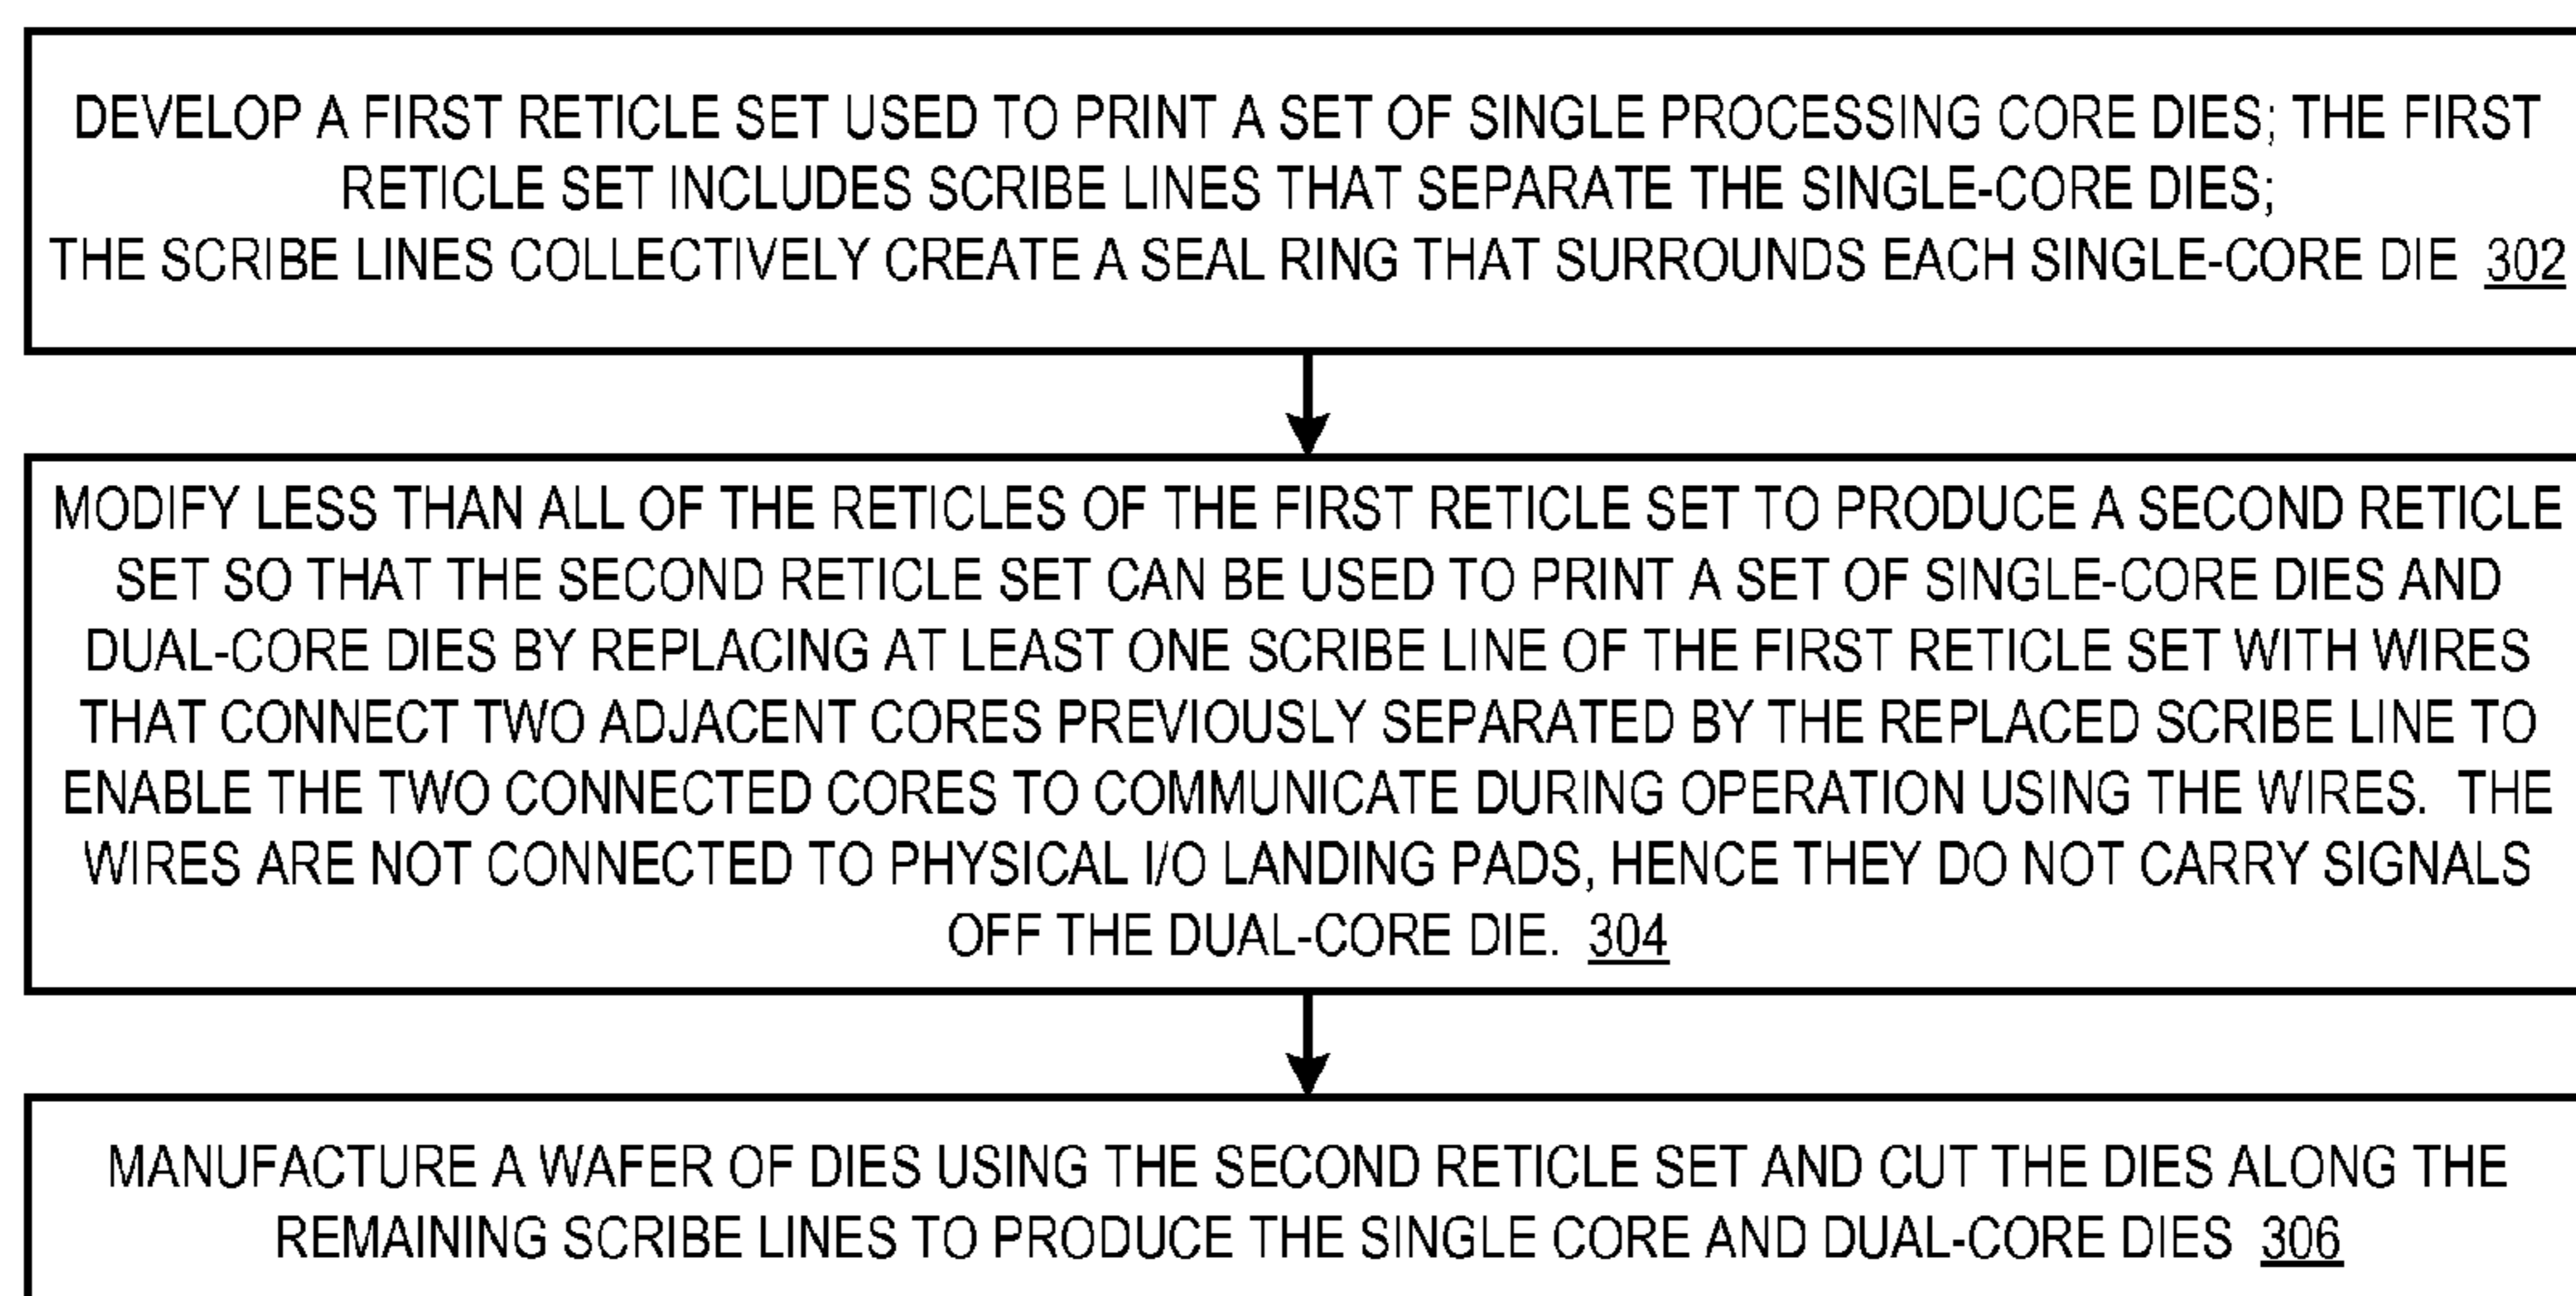 DEVELOP A FIRST RETICLE SET USED TO PRINT A SET OF SINGLE PROCESSING CORE DIES; THE FIRST
RETICLE SET INCLUDES SCRIBE LINES THAT SEPARATE THE SINGLE-CORE DIES;
THE SCRIBE LINES COLLECTIVELY CREATE A SEAL RING THAT SURROUNDS EACH SINGLE-CORE DIE 302
MODIFY LESS THAN ALL OF THE RETICLES OF THE FIRST RETICLE SET TO PRODUCE A SECOND RETICLE
SET SO THAT THE SECOND RETICLE SET CAN BE USED TO PRINT A SET OF SINGLE-CORE DIES AND
DUAL-CORE DIES BY REPLACING AT LEAST ONE SCRIBE LINE OF THE FIRST RETICLE SET WITH WIRES
THAT CONNECT TWO ADJACENT CORES PREVIOUSLY SEPARATED BY THE REPLACED SCRIBE LINE TO
ENABLE THE TWO CONNECTED CORES TO COMMUNICATE DURING OPERATION USING THE WIRES. THE
WIRES ARE NOT CONNECTED TO PHYSICAL I/O LANDING PADS, HENCE THEY DO NOT CARRY SIGNALS
OFF THE DUAL-CORE DIE. 304
MANUFACTURE A WAFER OF DIES USING THE SECOND RETICLE SET AND CUT THE DIES ALONG THE
REMAINING SCRIBE LINES TO PRODUCE THE SINGLE CORE AND DUAL-CORE DIES 306